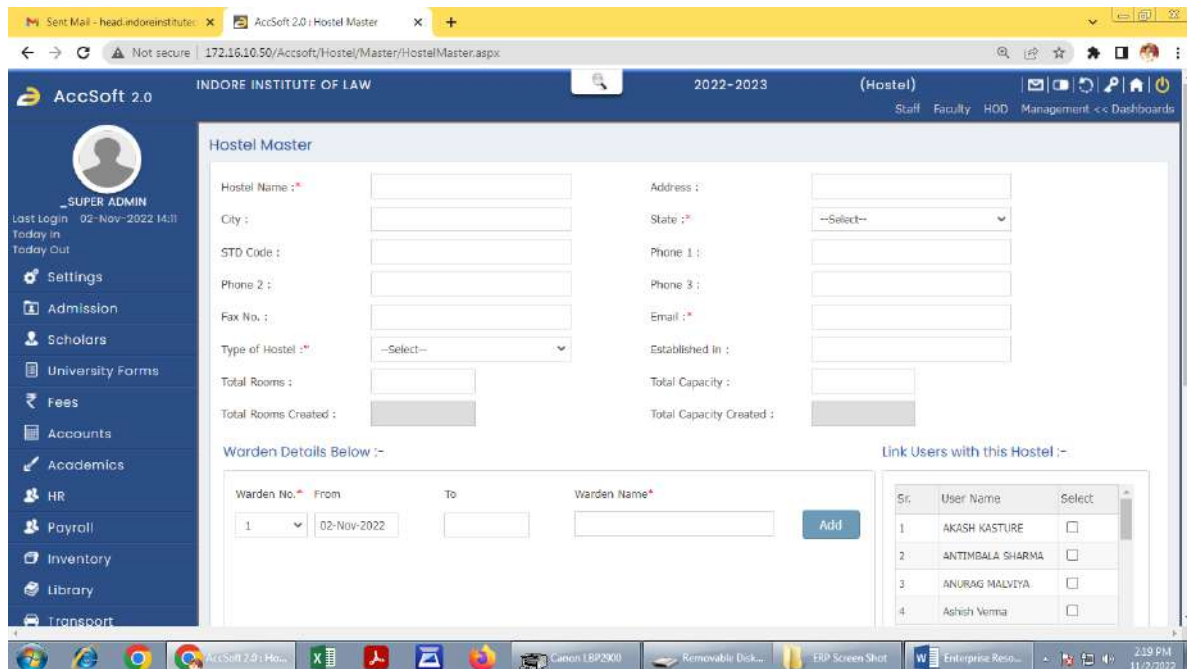 Sent Mail - head.indoreinstitute
AccSoft 2.0 : Hostel Master
Not secure 172.16.10.50/Accsoft/Hostel/Master/HostelMaster.aspx
AccSoft 2.0
INDORE INSTITUTE OF LAW
2022-2023
(Hostel)
Staff Faculty HOD Management << Dashboards
_SUPER ADMIN
Last Login 02-Nov-2022 14:11
Today In
Today Out
Settings
Admission
Scholars
University Forms
Fees
Accounts
Academics
HR
Payroll
Inventory
Library
Transport
Hostel Master
Hostel Name :* Address :
City : State :* --Select--
STD Code : Phone 1 :
Phone 2 : Phone 3 :
Fax No. : Email :*
Type of Hostel :* --Select-- Established In :
Total Rooms : Total Capacity :
Total Rooms Created : Total Capacity Created :
Warden Details Below :-
Warden No.* From To Warden Name*
1 02-Nov-2022 Add
Link Users with this Hostel :-
Sr. User Name Select
1 AKASH KASTURE
2 ANTIMBALA SHARMA
3 ANURAG MALVIYA
4 Ashish Verma
AccSoft 2.0 : Ho...
Canon LBP2900
Removable Disk...
ERP Screen Shot
Enterprise Reso...
2:19 PM
11/2/2022